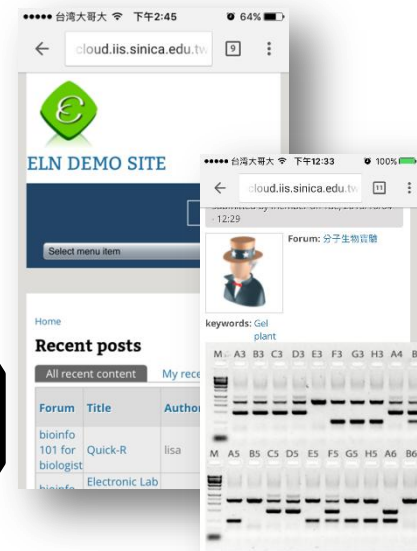 ●●●●● 台湾大哥大 下午2:45 64%
cloud.iis.sinica.edu.tw 9
ELN DEMO SITE
Select menu item
Home
Recent posts
All recent content My rece
Forum Title Autho
bioinfo
101 for
biologist Quick-R lisa
Electronic Lab
●●●●● 台湾大哥大 下午12:33 100%
cloud.iis.sinica.edu.tw 11
- 12:29
Forum: 分子生物實驗
keywords: Gel
plant
M A3 B3 C3 D3 E3 F3 G3 H3 A4
M A5 B5 C5 D5 E5 F5 G5 H5 A6 B6